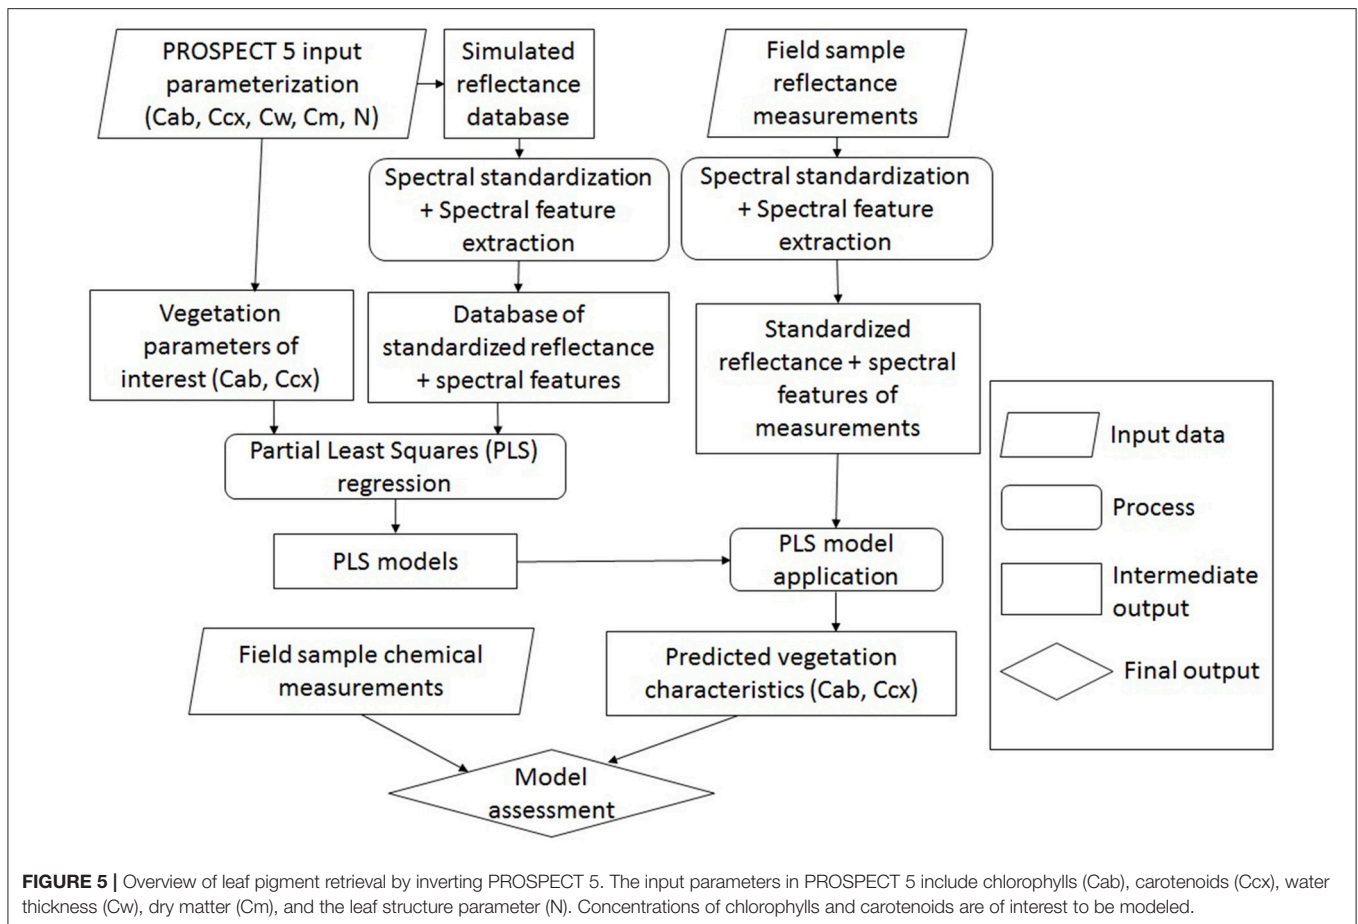 PROSPECT 5 input
parameterization
(Cab, Ccx, Cw, Cm, N)
Simulated
reflectance
database
Field sample
reflectance
measurements
Spectral standardization
+ Spectral feature
extraction
Spectral standardization
+ Spectral feature
extraction
Vegetation
parameters of
interest (Cab, Ccx)
Database of
standardized reflectance
+ spectral features
Standardized
reflectance + spectral
features of
measurements
Partial Least Squares (PLS)
regression
PLS models
PLS model
application
Field sample chemical
measurements
Predicted vegetation
characteristics (Cab, Ccx)
Model
assessment
Input data
Process
Intermediate
output
Final output
FIGURE 5 | Overview of leaf pigment retrieval by inverting PROSPECT 5. The input parameters in PROSPECT 5 include chlorophylls (Cab), carotenoids (Ccx), water
thickness (Cw), dry matter (Cm), and the leaf structure parameter (N). Concentrations of chlorophylls and carotenoids are of interest to be modeled.